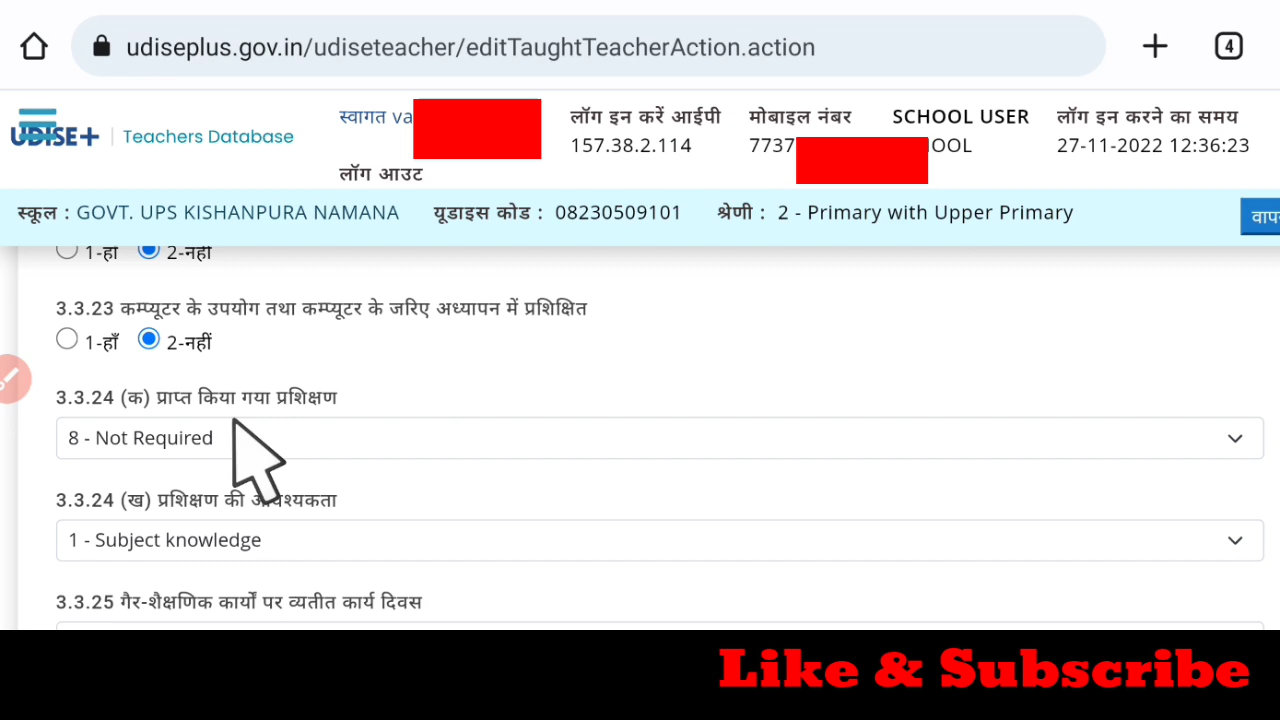 udiseplus.gov.in/udiseteacher/editTaughtTeacherAction.action
4
UDISE+ Teachers Database
स्वागत va
लॉग आउट
लॉग इन करें आईपी
157.38.2.114
मोबाइल नंबर
7737
SCHOOL USER
OOL
लॉग इन करने का समय
27-11-2022 12:36:23
स्कूल : GOVT. UPS KISHANPURA NAMANA यूडाइस कोड : 08230509101 श्रेणी : 2 - Primary with Upper Primary
1-हाँ 2-नहीं
3.3.23 कम्प्यूटर के उपयोग तथा कम्प्यूटर के जरिए अध्यापन में प्रशिक्षित
1-हाँ 2-नहीं
3.3.24 (क) प्राप्त किया गया प्रशिक्षण
8 - Not Required
3.3.24 (ख) प्रशिक्षण की आवश्यकता
1 - Subject knowledge
3.3.25 गैर-शैक्षणिक कार्यों पर व्यतीत कार्य दिवस
Like & Subscribe